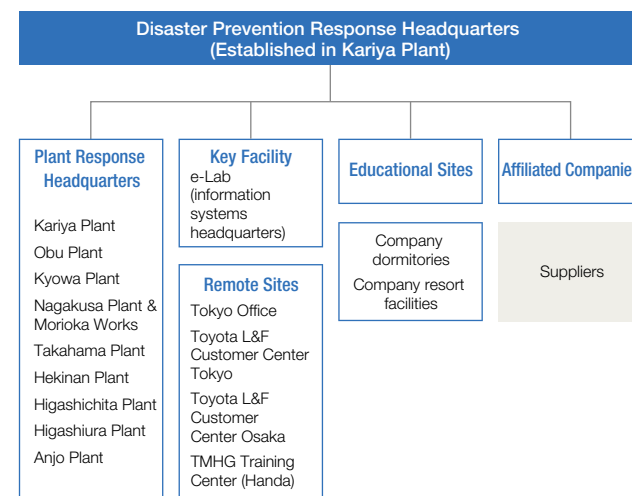 Disaster Prevention Response Headquarters
(Established in Kariya Plant)
Plant Response
Headquarters
Kariya Plant
Obu Plant
Kyowa Plant
Nagakusa Plant &
Morioka Works
Takahama Plant
Hekinan Plant
Higashichita Plant
Higashiura Plant
Anjo Plant
Key Facility
e-Lab
(information
systems
headquarters)
Remote Sites
Tokyo Office
Toyota L&F
Customer Center
Tokyo
Toyota L&F
Customer
Center Osaka
TMHG Training
Center (Handa)
Educational Sites
Company
dormitories
Company resort
facilities
Affiliated Companie
Suppliers